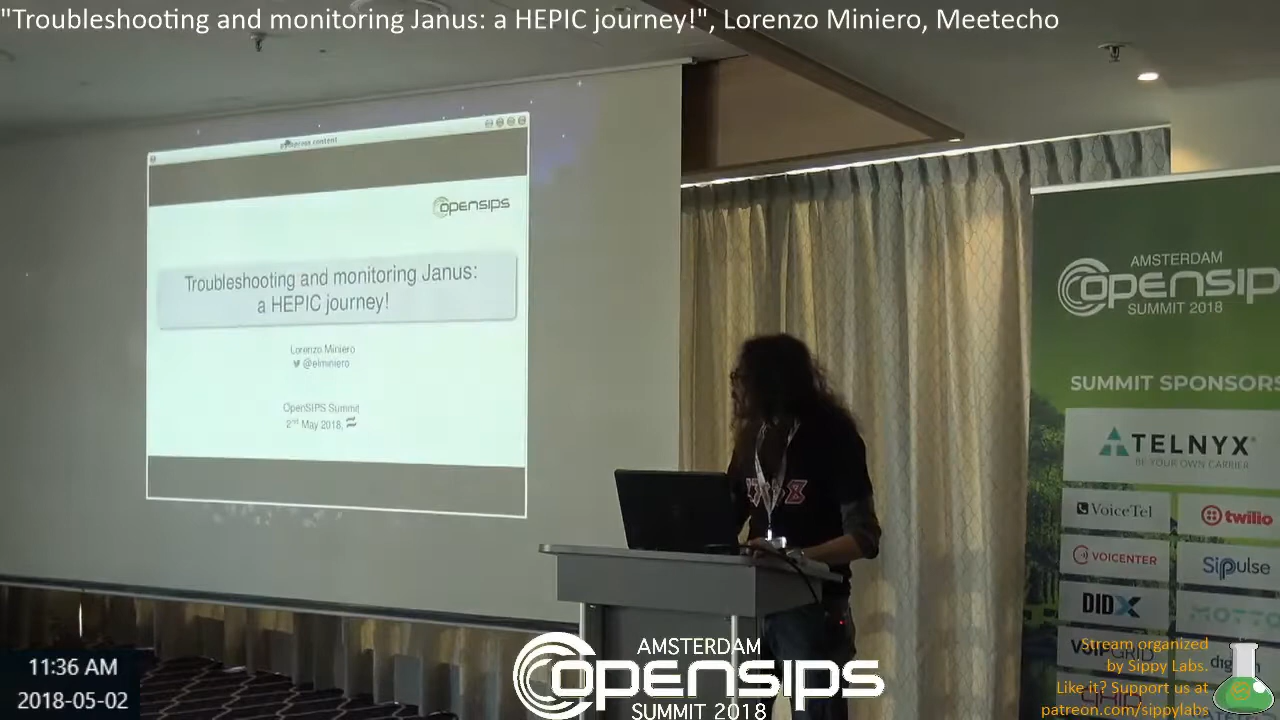 "Troubleshooting and monitoring Janus: a HEPIC journey!", Lorenzo Miniero, Meetecho
OPENSIPS
Troubleshooting and monitoring Janus:
a HEPIC journey!
Lorenzo Miniero
@elminiero
OpenSIPS Summit
2nd May 2018,
AMSTERDAM
OPENSIPS
SUMMIT 2018
SUMMIT SPONSORS
TELNYX
BE YOUR OWN CARRIER
VoiceTel
twilio
VOICENTER
Sipulse
DIDX
MOTTO
Stream organized
by Sippy Labs.
Like it? Support us at
patreon.com/sippylabs
AMSTERDAM
OPENSIPS
SUMMIT 2018
11:36 AM
2018-05-02